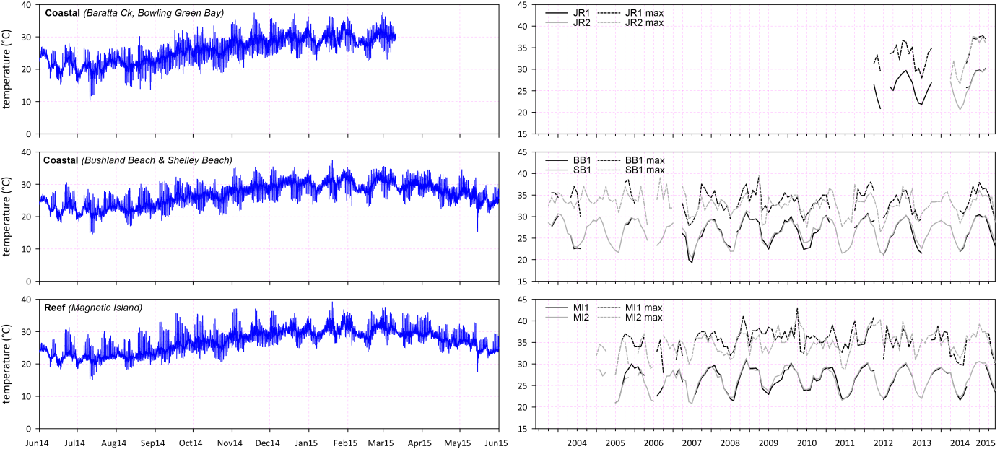 Coastal (Baratta Ck, Bowling Green Bay)
temperature (°C)
40
30
20
10
0
JR1 JR1 max
JR2 JR2 max
45
40
35
30
25
20
15
Coastal (Bushland Beach & Shelley Beach)
temperature (°C)
40
30
20
10
0
BB1 BB1 max
SB1 SB1 max
45
40
35
30
25
20
15
Reef (Magnetic Island)
temperature (°C)
40
30
20
10
0
Jun14 Jul14 Aug14 Sep14 Oct14 Nov14 Dec14 Jan15 Feb15 Mar15 Apr15 May15 Jun15
MI1 MI1 max
MI2 MI2 max
45
40
35
30
25
20
15
2004 2005 2006 2007 2008 2009 2010 2011 2012 2013 2014 2015